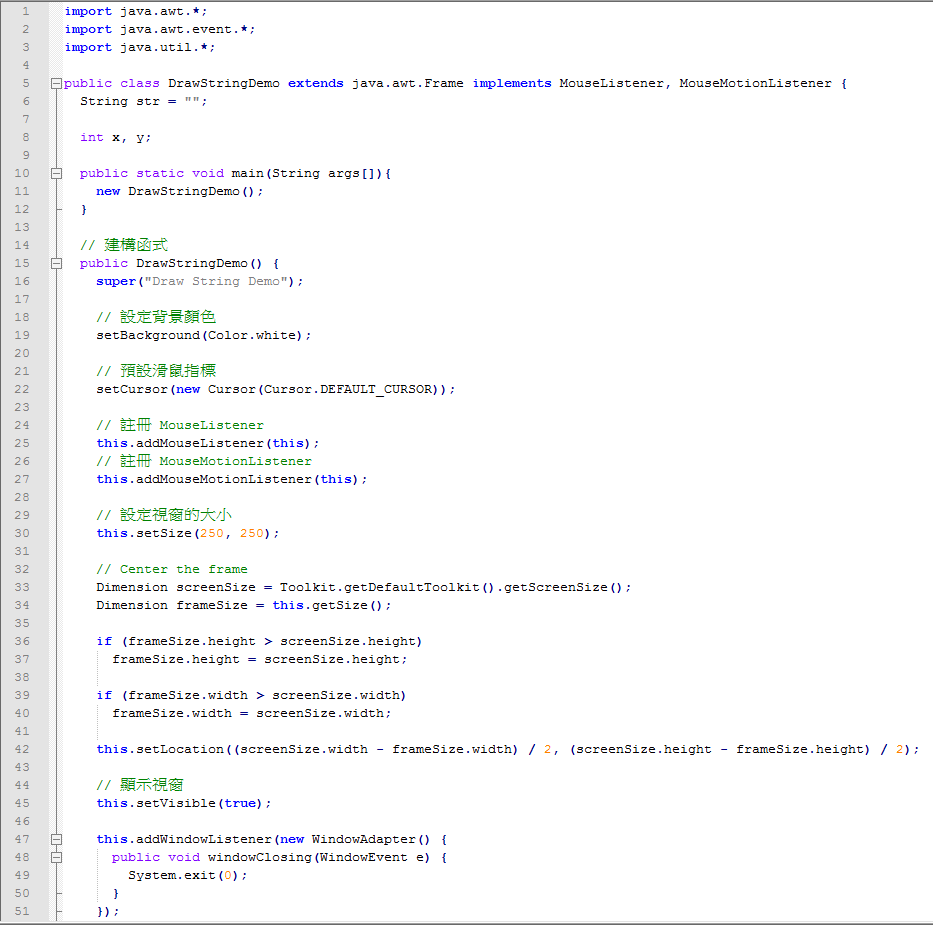 1 import java.awt.*;
2 import java.awt.event.*;
3 import java.util.*;
4
5 public class DrawStringDemo extends java.awt.Frame implements MouseListener, MouseMotionListener {
6   String str = "";
7
8   int x, y;
9
10   public static void main(String args[]){
11     new DrawStringDemo();
12   }
13
14   // 建構函式
15   public DrawStringDemo() {
16     super("Draw String Demo");
17
18     // 設定背景顏色
19     setBackground(Color.white);
20
21     // 預設滑鼠指標
22     setCursor(new Cursor(Cursor.DEFAULT_CURSOR));
23
24     // 註冊 MouseListener
25     this.addMouseListener(this);
26     // 註冊 MouseMotionListener
27     this.addMouseMotionListener(this);
28
29     // 設定視窗的大小
30     this.setSize(250, 250);
31
32     // Center the frame
33     Dimension screenSize = Toolkit.getDefaultToolkit().getScreenSize();
34     Dimension frameSize = this.getSize();
35
36     if (frameSize.height > screenSize.height)
37       frameSize.height = screenSize.height;
38
39     if (frameSize.width > screenSize.width)
40       frameSize.width = screenSize.width;
41
42     this.setLocation((screenSize.width - frameSize.width) / 2, (screenSize.height - frameSize.height) / 2);
43
44     // 顯示視窗
45     this.setVisible(true);
46
47     this.addWindowListener(new WindowAdapter() {
48       public void windowClosing(WindowEvent e) {
49         System.exit(0);
50       }
51     });